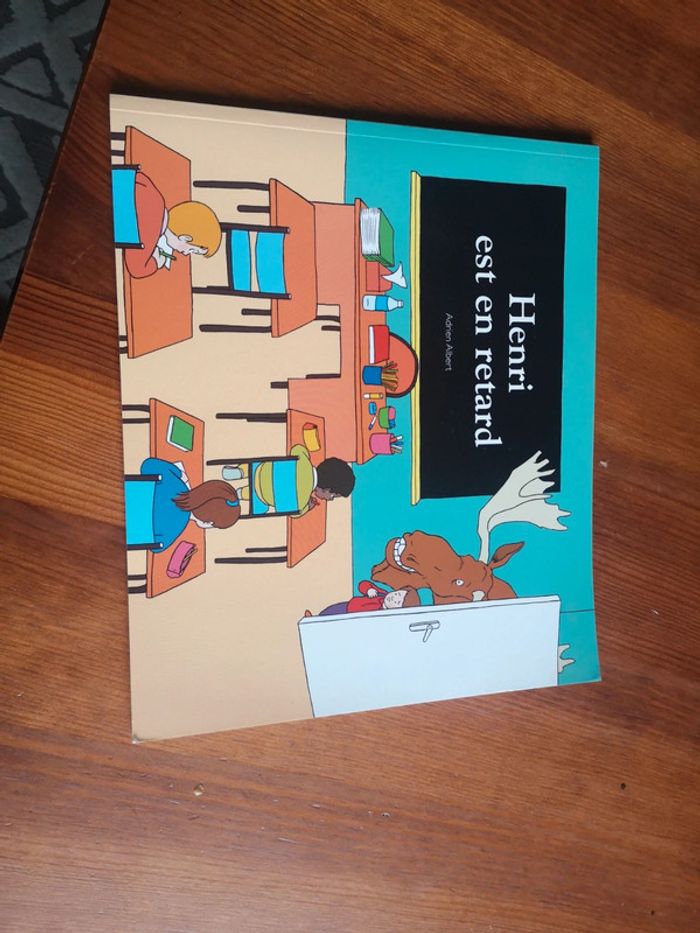 Henri
est en retard
Adrien Albert